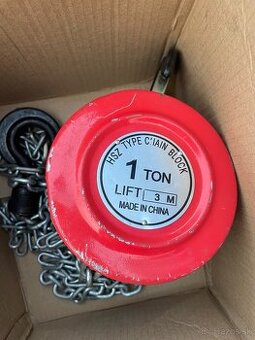 HSZ TYPE C'IAIN BLOCK
1 TON
LIFT 3 M
MADE IN CHINA